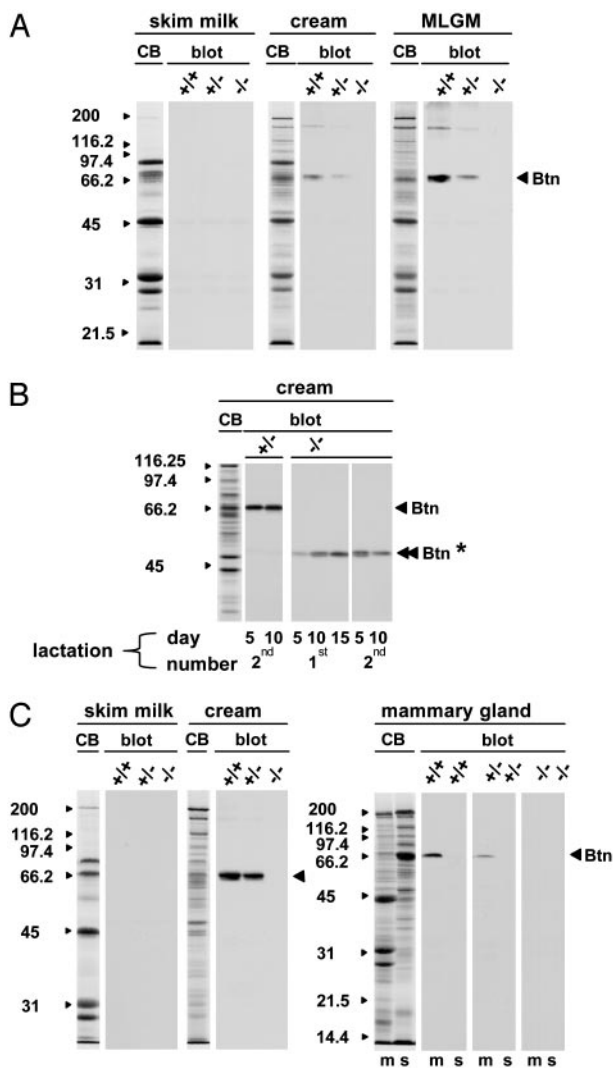 A
skim milk cream MLGM
CB blot CB blot CB blot
+/+ +/- -/- +/+ +/- -/- +/+ +/- -/-
200
116.2
97.4
66.2
Btn
45
31
21.5
B
cream
CB blot
+/- -/-
116.25
97.4
66.2
Btn
Btn *
45
lactation
day 5 10 5 10 15 5 10
number 2nd 1st 2nd
C
skim milk cream mammary gland
CB blot CB blot CB blot
+/+ +/- -/- +/+ +/- -/- +/+ +/+ +/- +/- -/- -/-
200 200
116.2 116.2
97.4 97.4
66.2 66.2
Btn
45 45
31 31
21.5
14.4
m s m s m s m s